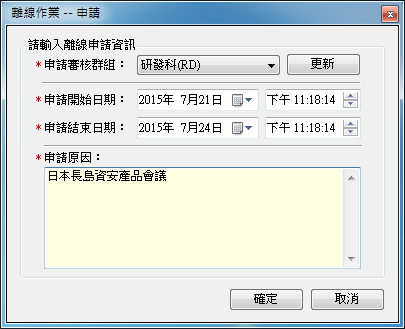 離線作業 -- 申請
請輸入離線申請資訊
*申請審核群組： 研發科(RD) 更新
*申請開始日期： 2015年 7月21日 下午 11:18:14
*申請結束日期： 2015年 7月24日 下午 11:18:14
*申請原因：
日本長島資安產品會議
確定 取消